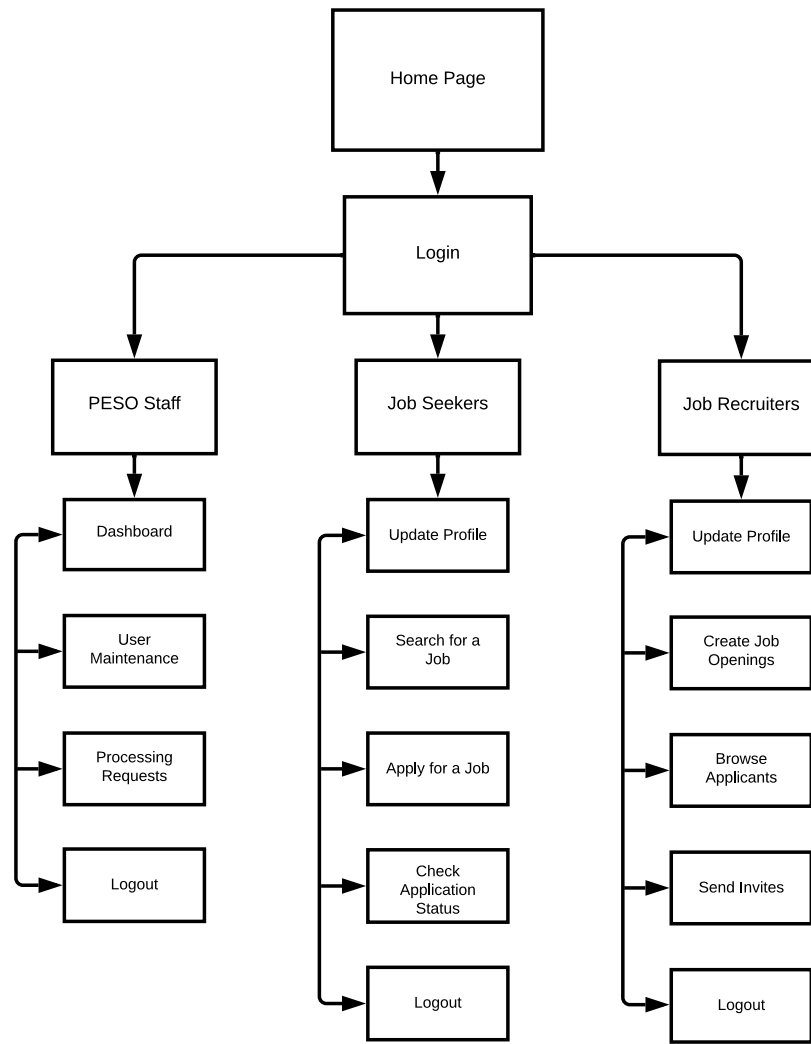 Home Page
Login
PESO Staff
Job Seekers
Job Recruiters
Dashboard
User
Maintenance
Processing
Requests
Logout
Update Profile
Search for a
Job
Apply for a Job
Check
Application
Status
Logout
Update Profile
Create Job
Openings
Browse
Applicants
Send Invites
Logout